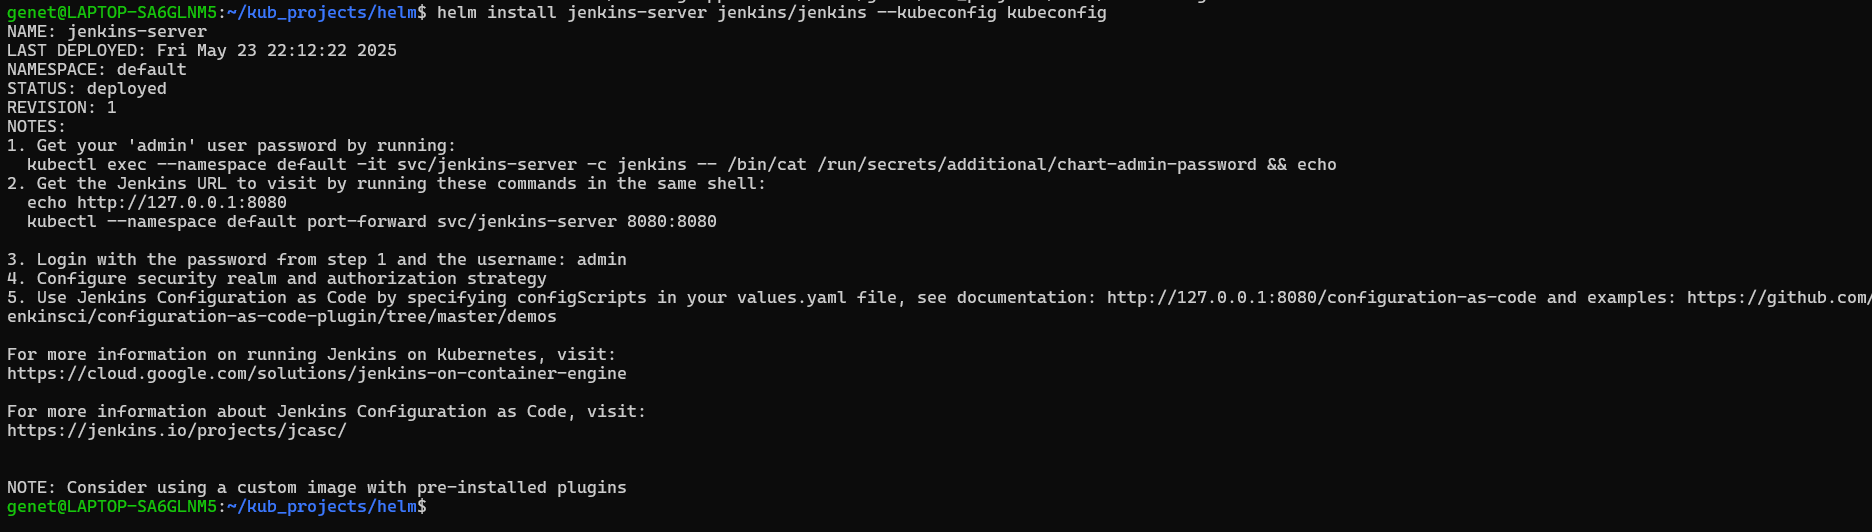 genet@LAPTOP-SA6GLNM5:~/kub_projects/helm$ helm install jenkins-server jenkins/jenkins --kubeconfig kubeconfig
NAME: jenkins-server
LAST DEPLOYED: Fri May 23 22:12:22 2025
NAMESPACE: default
STATUS: deployed
REVISION: 1
NOTES:
1. Get your 'admin' user password by running:
  kubectl exec --namespace default -it svc/jenkins-server -c jenkins -- /bin/cat /run/secrets/additional/chart-admin-password && echo
2. Get the Jenkins URL to visit by running these commands in the same shell:
  echo http://127.0.0.1:8080
  kubectl --namespace default port-forward svc/jenkins-server 8080:8080

3. Login with the password from step 1 and the username: admin
4. Configure security realm and authorization strategy
5. Use Jenkins Configuration as Code by specifying configScripts in your values.yaml file, see documentation: http://127.0.0.1:8080/configuration-as-code and examples: https://github.com/
enkinsci/configuration-as-code-plugin/tree/master/demos

For more information on running Jenkins on Kubernetes, visit:
https://cloud.google.com/solutions/jenkins-on-container-engine

For more information about Jenkins Configuration as Code, visit:
https://jenkins.io/projects/jcasc/

NOTE: Consider using a custom image with pre-installed plugins
genet@LAPTOP-SA6GLNM5:~/kub_projects/helm$